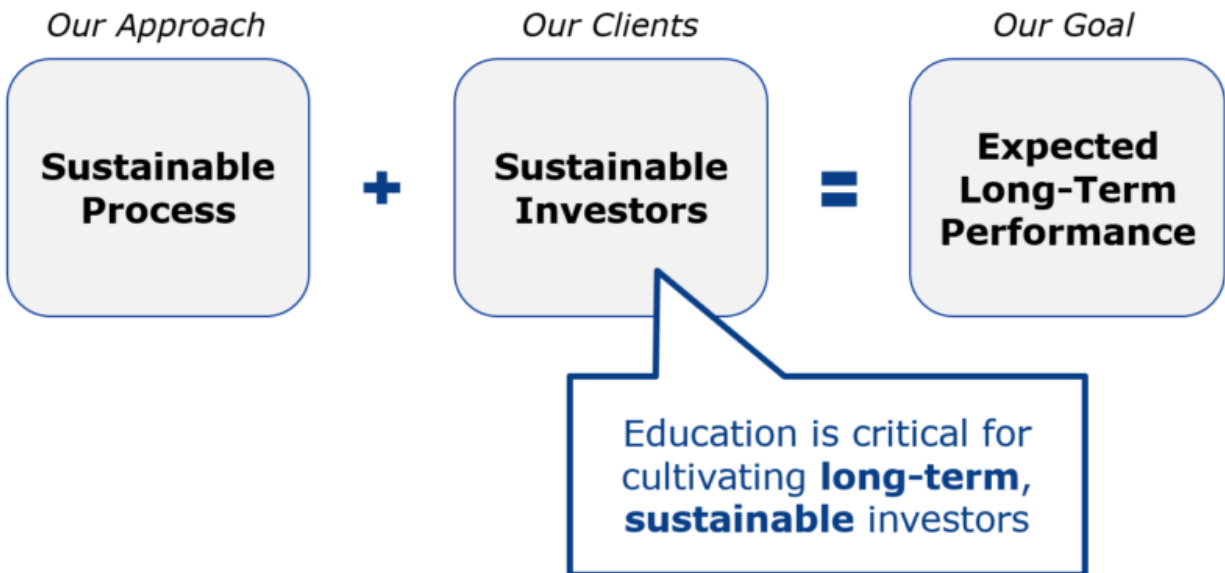 Our Approach
Our Clients
Our Goal
Sustainable
Process
+
Sustainable
Investors
=
Expected
Long-Term
Performance
Education is critical for
cultivating long-term,
sustainable investors